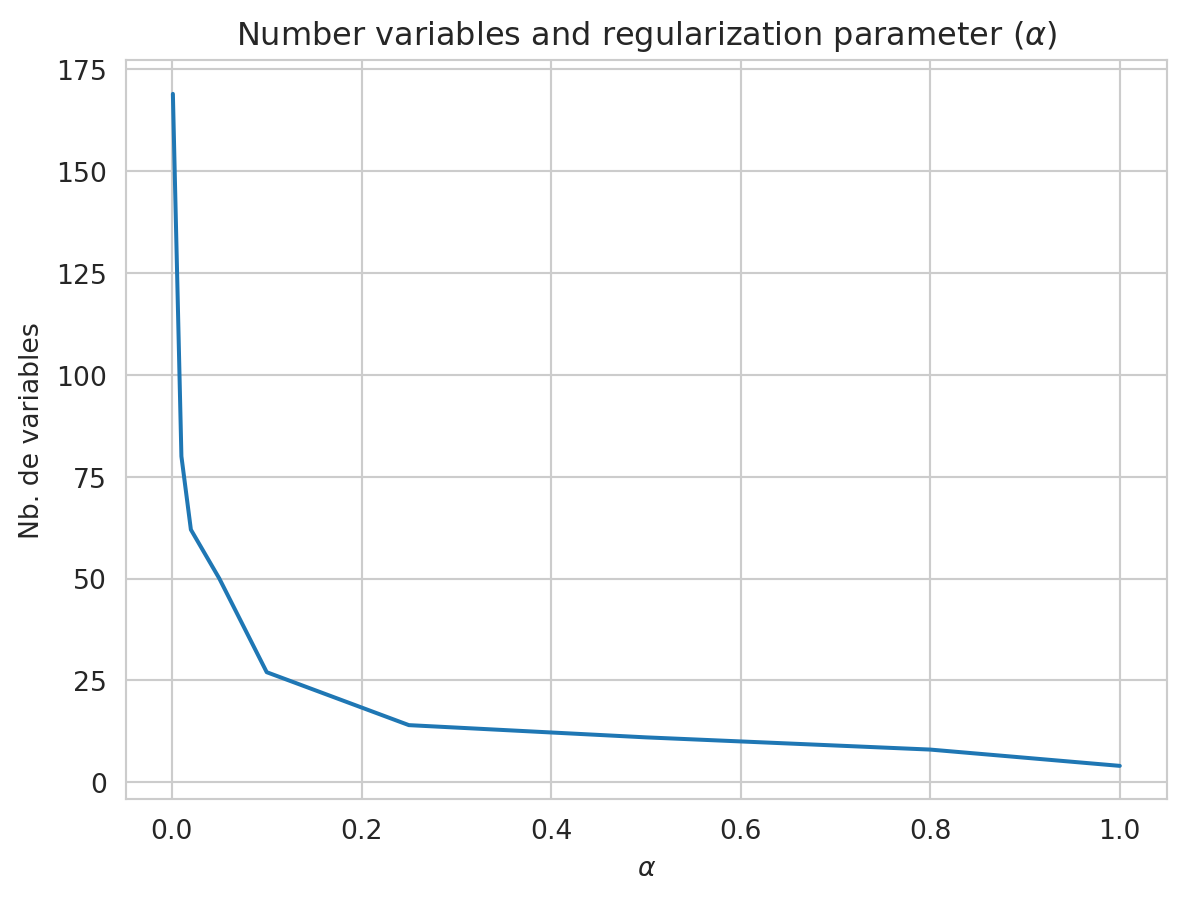 Number variables and regularization parameter (α)
175
150
125
100
75
50
25
0
Nb. de variables
0.0 0.2 0.4 0.6 0.8 1.0
α